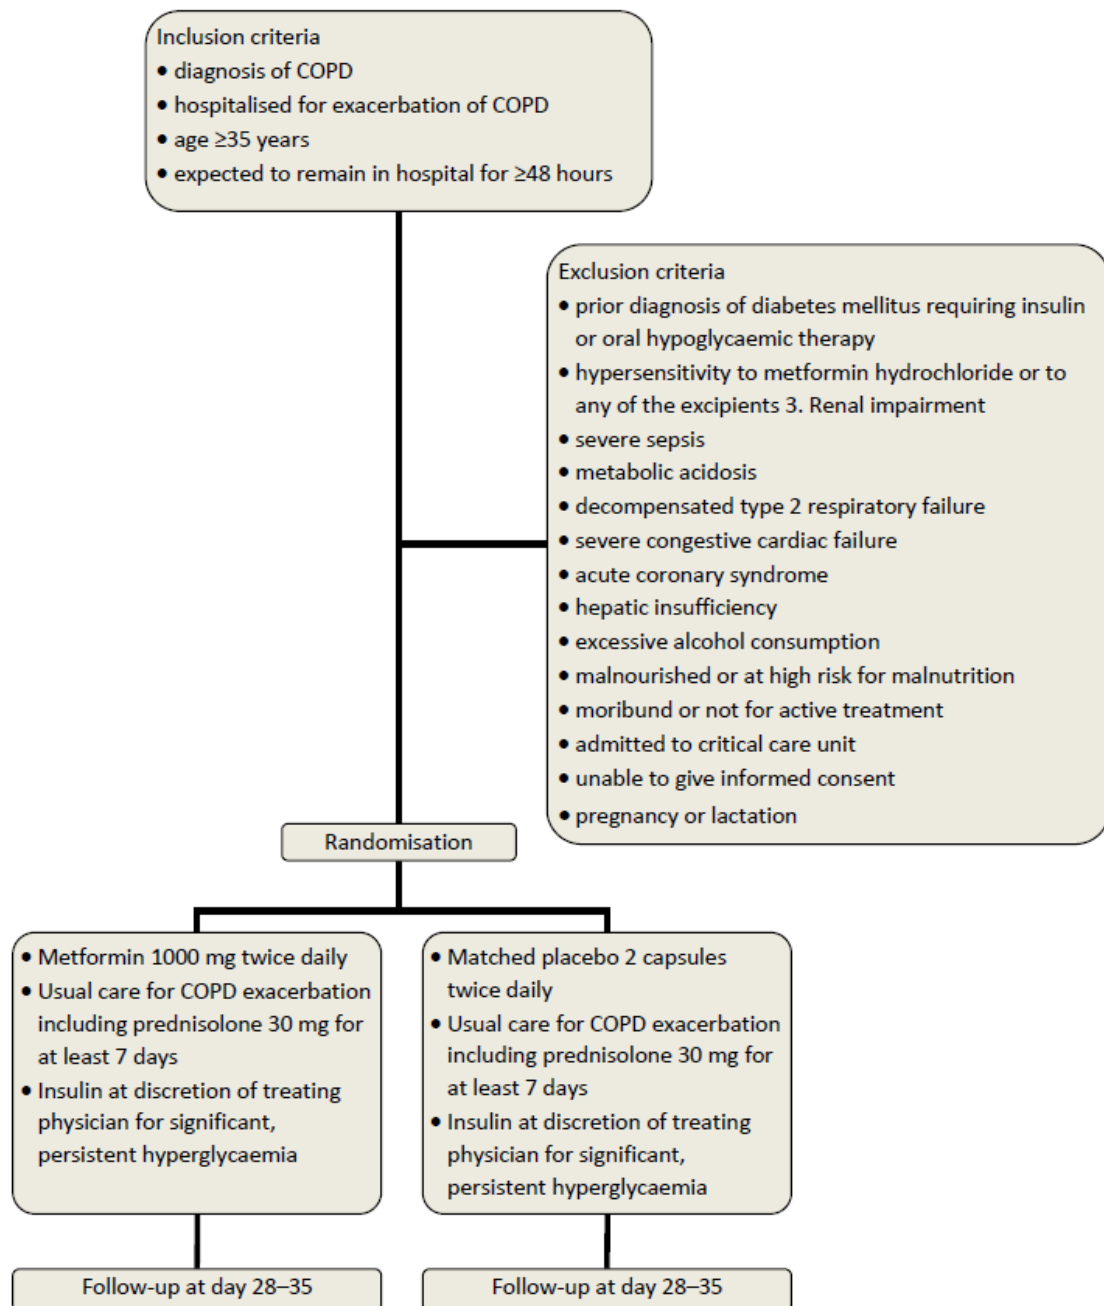 Inclusion criteria
• diagnosis of COPD
• hospitalised for exacerbation of COPD
• age ≥35 years
• expected to remain in hospital for ≥48 hours
Exclusion criteria
• prior diagnosis of diabetes mellitus requiring insulin
or oral hypoglycaemic therapy
• hypersensitivity to metformin hydrochloride or to
any of the excipients 3. Renal impairment
• severe sepsis
• metabolic acidosis
• decompensated type 2 respiratory failure
• severe congestive cardiac failure
• acute coronary syndrome
• hepatic insufficiency
• excessive alcohol consumption
• malnourished or at high risk for malnutrition
• moribund or not for active treatment
• admitted to critical care unit
• unable to give informed consent
• pregnancy or lactation
Randomisation
• Metformin 1000 mg twice daily
• Usual care for COPD exacerbation
including prednisolone 30 mg for
at least 7 days
• Insulin at discretion of treating
physician for significant,
persistent hyperglycaemia
• Matched placebo 2 capsules
twice daily
• Usual care for COPD exacerbation
including prednisolone 30 mg for
at least 7 days
• Insulin at discretion of treating
physician for significant,
persistent hyperglycaemia
Follow-up at day 28–35
Follow-up at day 28–35